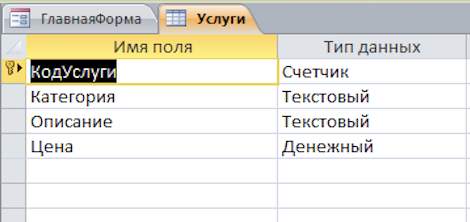 ГлавнаяФорма Услуги
Имя поля Тип данных
КодУслуги Счетчик
Категория Текстовый
Описание Текстовый
Цена Денежный